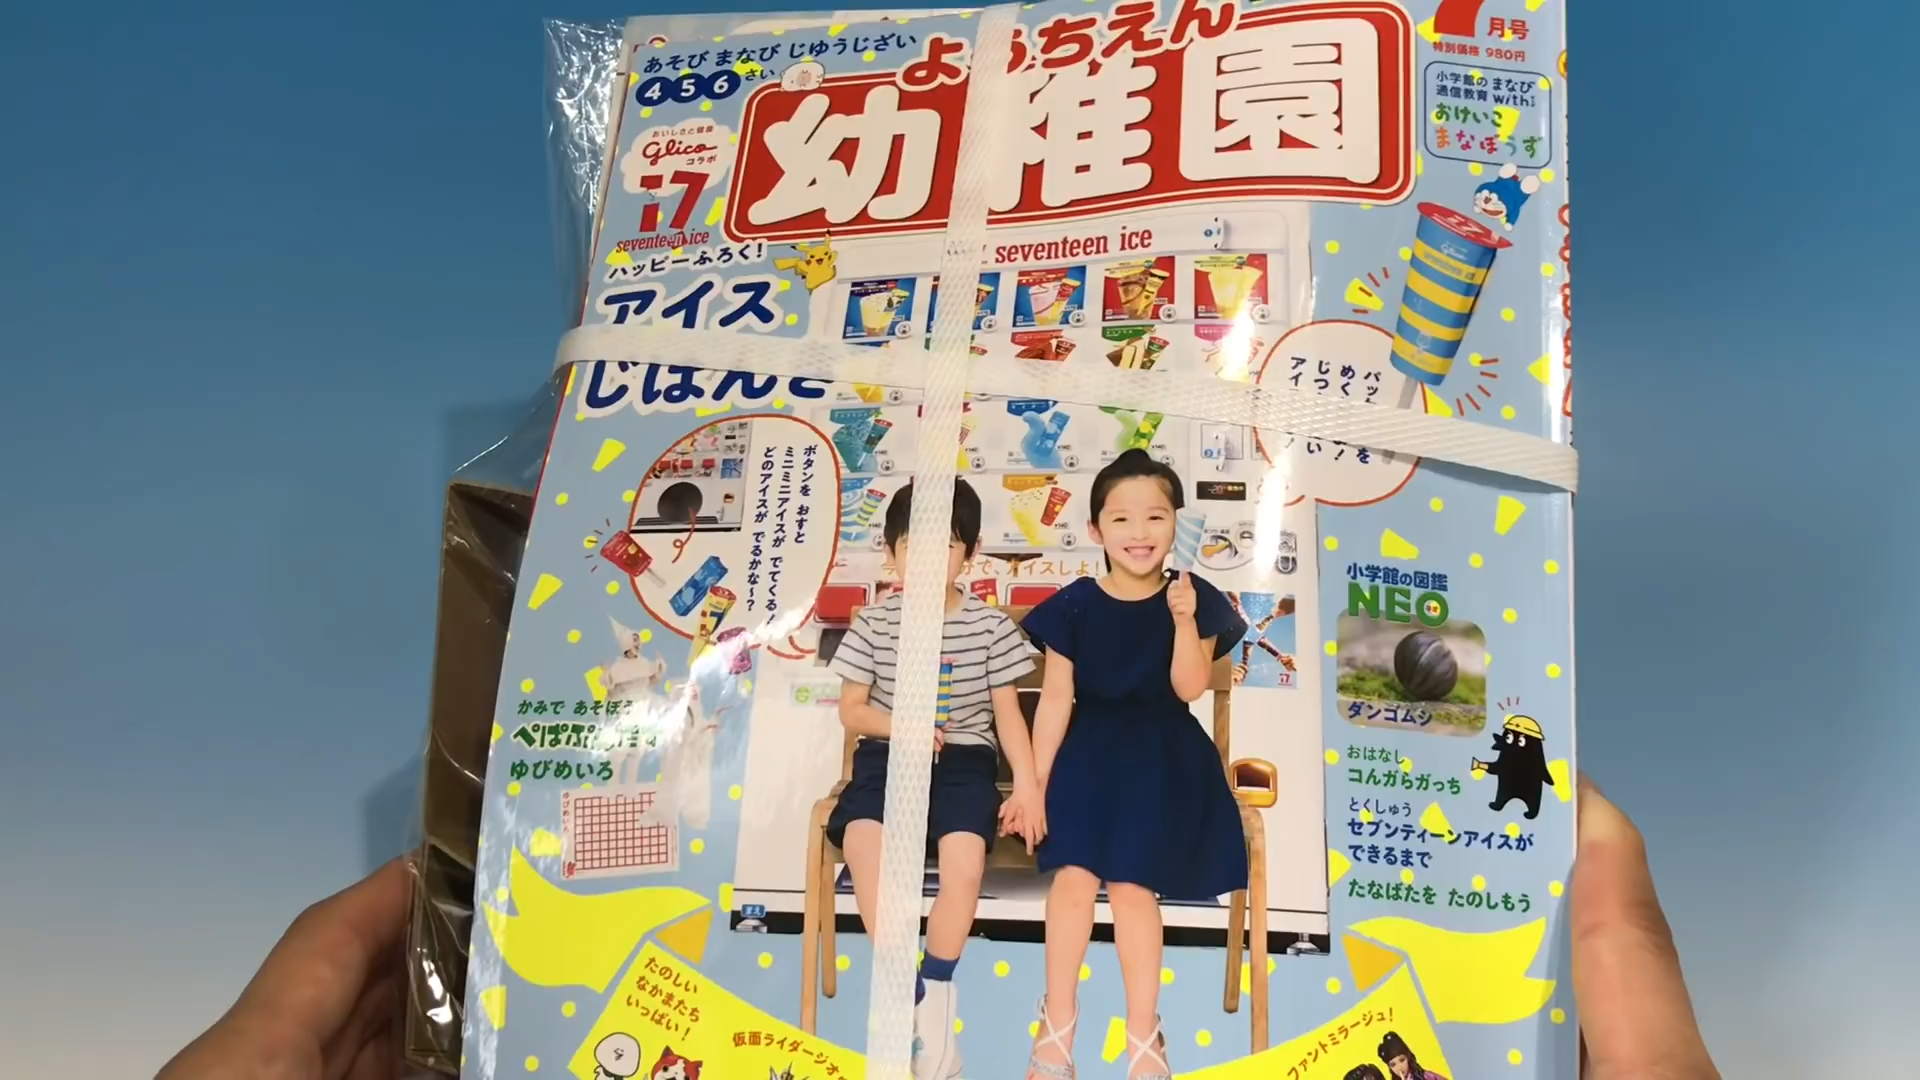 あそび まなび じゆうじざい
4 5 6 さい
ようちえん
幼稚園
7月号
特別価格 980円
小学館の まなび
通信教育 with!
おけいこ
まなぼうず
おいしさと健康
Glico
コラボ
17
seventeen ice
ハッピーふろく!
アイス
じはんき
seventeen ice
ボタンを おすと
ミニミニアイスが でてくる!
どのアイスが でるかな〜?
小学館の図鑑
NEO
ダンゴムシ
かみで あそぼう
ゆびめいろ
おはなし
コんガらガっち
とくしゅう
セブンティーンアイスが
できるまで
たなばたを たのしもう
たのしい
なかまたち
いっぱい!
仮面ライダージオ
ファントミラージュ!